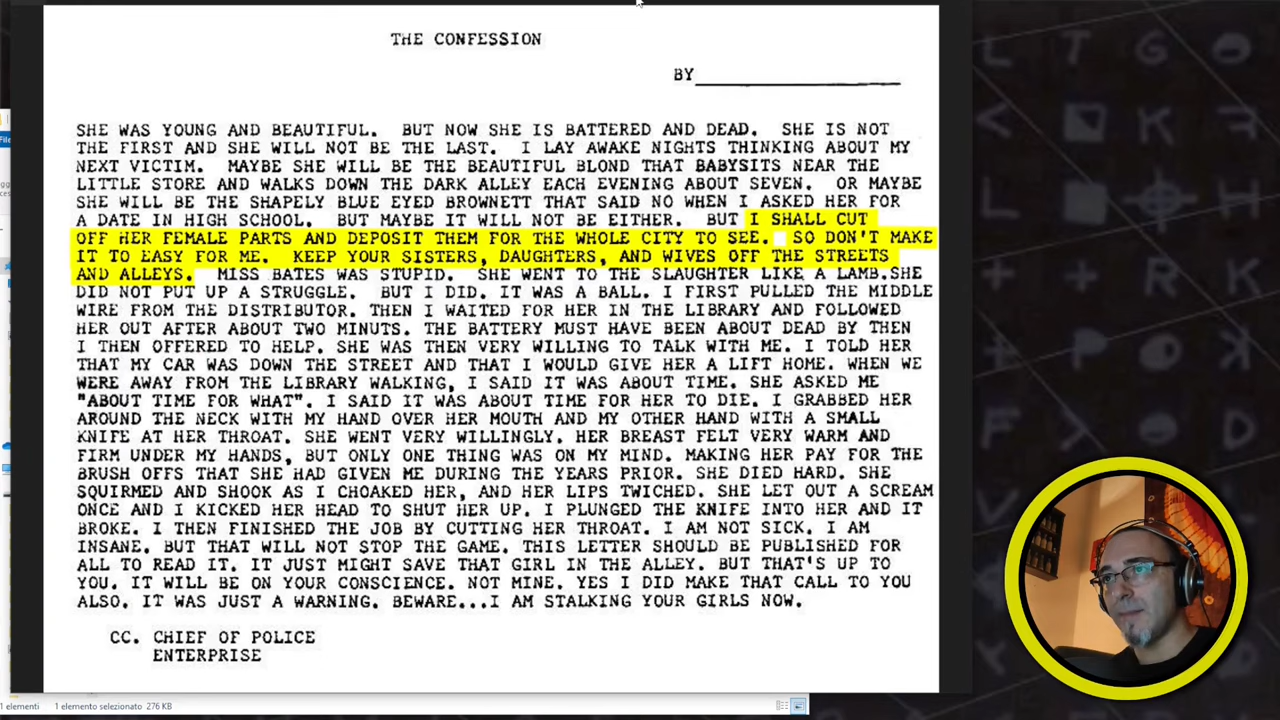 THE CONFESSION
BY
SHE WAS YOUNG AND BEAUTIFUL. BUT NOW SHE IS BATTERED AND DEAD. SHE IS NOT
THE FIRST AND SHE WILL NOT BE THE LAST. I LAY AWAKE NIGHTS THINKING ABOUT MY
NEXT VICTIM. MAYBE SHE WILL BE THE BEAUTIFUL BLOND THAT BABYSITS NEAR THE
LITTLE STORE AND WALKS DOWN THE DARK ALLEY EACH EVENING ABOUT SEVEN. OR MAYBE
SHE WILL BE THE SHAPELY BLUE EYED BROWNETT THAT SAID NO WHEN I ASKED HER FOR
A DATE IN HIGH SCHOOL. BUT MAYBE IT WILL NOT BE EITHER. BUT I SHALL CUT
OFF HER FEMALE PARTS AND DEPOSIT THEM FOR THE WHOLE CITY TO SEE. SO DON'T MAKE
IT TO EASY FOR ME. KEEP YOUR SISTERS, DAUGHTERS, AND WIVES OFF THE STREETS
AND ALLEYS. MISS BATES WAS STUPID. SHE WENT TO THE SLAUGHTER LIKE A LAMB.SHE
DID NOT PUT UP A STRUGGLE. BUT I DID. IT WAS A BALL. I FIRST PULLED THE MIDDLE
WIRE FROM THE DISTRIBUTOR. THEN I WAITED FOR HER IN THE LIBRARY AND FOLLOWED
HER OUT AFTER ABOUT TWO MINUTS. THE BATTERY MUST HAVE BEEN ABOUT DEAD BY THEN
I THEN OFFERED TO HELP. SHE WAS THEN VERY WILLING TO TALK WITH ME. I TOLD HER
THAT MY CAR WAS DOWN THE STREET AND THAT I WOULD GIVE HER A LIFT HOME. WHEN WE
WERE AWAY FROM THE LIBRARY WALKING, I SAID IT WAS ABOUT TIME. SHE ASKED ME
"ABOUT TIME FOR WHAT". I SAID IT WAS ABOUT TIME FOR HER TO DIE. I GRABBED HER
AROUND THE NECK WITH MY HAND OVER HER MOUTH AND MY OTHER HAND WITH A SMALL
KNIFE AT HER THROAT. SHE WENT VERY WILLINGLY. HER BREAST FELT VERY WARM AND
FIRM UNDER MY HANDS, BUT ONLY ONE THING WAS ON MY MIND. MAKING HER PAY FOR THE
BRUSH OFFS THAT SHE HAD GIVEN ME DURING THE YEARS PRIOR. SHE DIED HARD. SHE
SQUIRMED AND SHOOK AS I CHOAKED HER, AND HER LIPS TWICHED. SHE LET OUT A SCREAM
ONCE AND I KICKED HER HEAD TO SHUT HER UP. I PLUNGED THE KNIFE INTO HER AND IT
BROKE. I THEN FINISHED THE JOB BY CUTTING HER THROAT. I AM NOT SICK. I AM
INSANE. BUT THAT WILL NOT STOP THE GAME. THIS LETTER SHOULD BE PUBLISHED FOR
ALL TO READ IT. IT JUST MIGHT SAVE THAT GIRL IN THE ALLEY. BUT THAT'S UP TO
YOU. IT WILL BE ON YOUR CONSCIENCE. NOT MINE. YES I DID MAKE THAT CALL TO YOU
ALSO. IT WAS JUST A WARNING. BEWARE...I AM STALKING YOUR GIRLS NOW.
CC. CHIEF OF POLICE
ENTERPRISE
1 elementi 1 elemento selezionato 276 KB